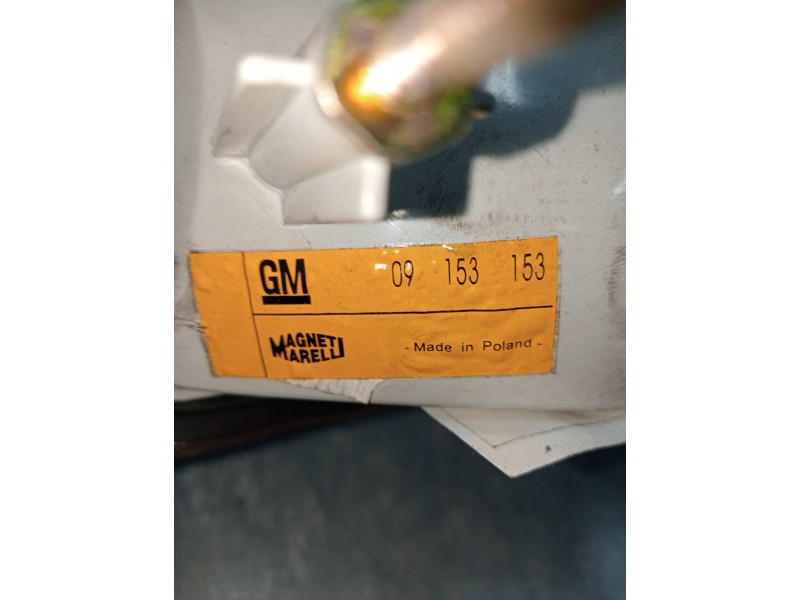 GM 09 153 153
MAGNETI
MARELLI
- Made in Poland -